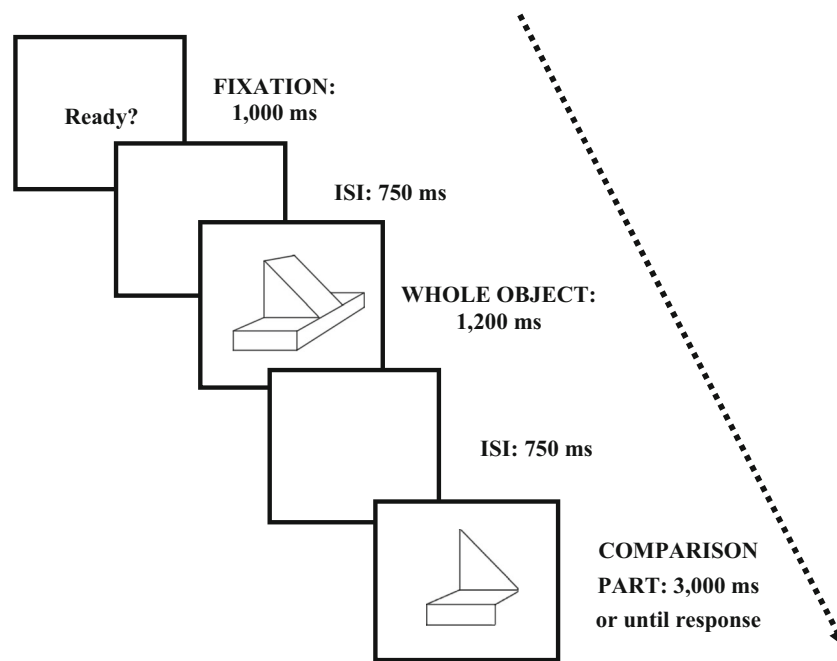 Ready?
FIXATION:
1,000 ms
ISI: 750 ms
WHOLE OBJECT:
1,200 ms
ISI: 750 ms
COMPARISON
PART: 3,000 ms
or until response